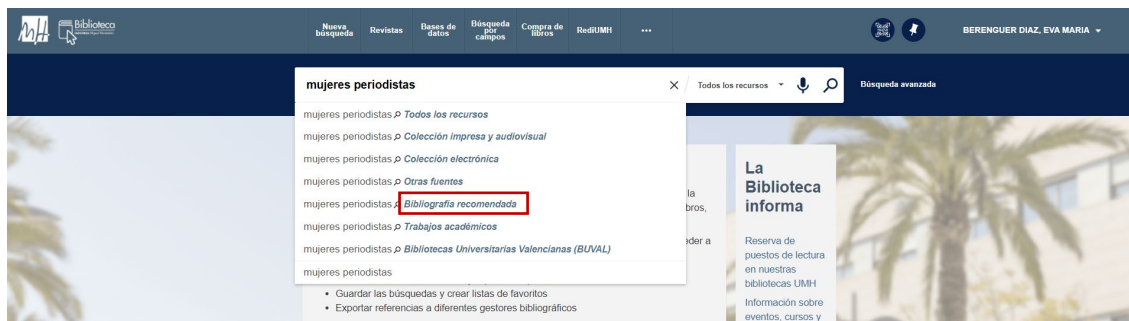 Biblioteca
Nueva búsqueda
Revistas
Bases de datos
Búsqueda por campos
Compra de libros
RediUMH
•••
BERENGUER DIAZ, EVA MARIA
mujeres periodistas
Todos los recursos
Búsqueda avanzada
mujeres periodistas Todos los recursos
mujeres periodistas Colección impresa y audiovisual
mujeres periodistas Colección electrónica
mujeres periodistas Otras fuentes
mujeres periodistas Bibliografía recomendada
mujeres periodistas Trabajos académicos
mujeres periodistas Bibliotecas Universitarias Valencianas (BUVAL)
mujeres periodistas
la
bros,
eder a
• Guardar las búsquedas y crear listas de favoritos
• Exportar referencias a diferentes gestores bibliográficos
La
Biblioteca
informa
Reserva de
puestos de lectura
en nuestras
bibliotecas UMH
Información sobre
eventos, cursos y